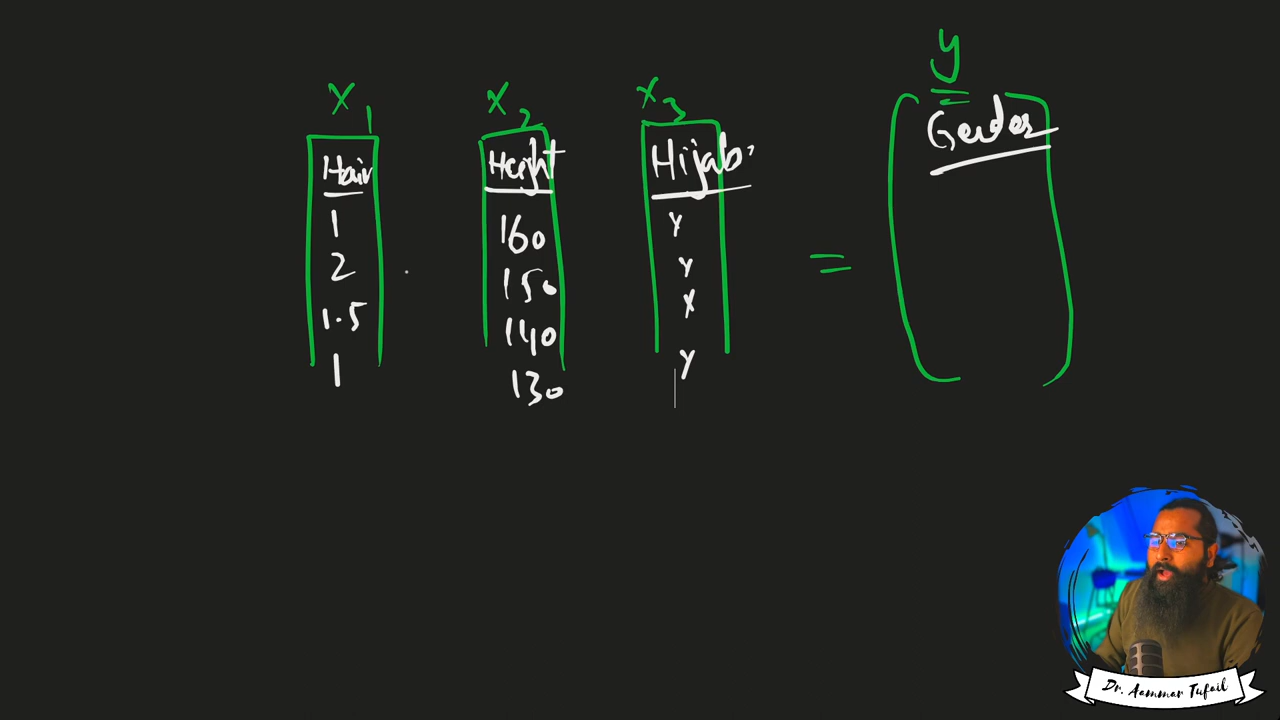 y
x1 x2 x3
Gender
Hair Height Hijab
1 160 y
2 150 y
1.5 140 x
1 130 y
=
Dr. Aammar Tufail